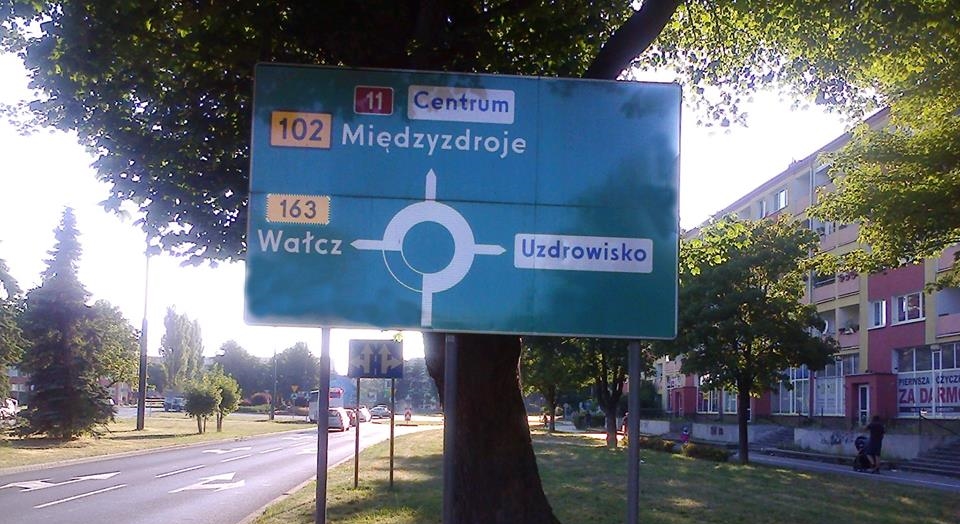 11 Centrum
102 Międzyzdroje
163
Wałcz
Uzdrowisko
ZA DARMO